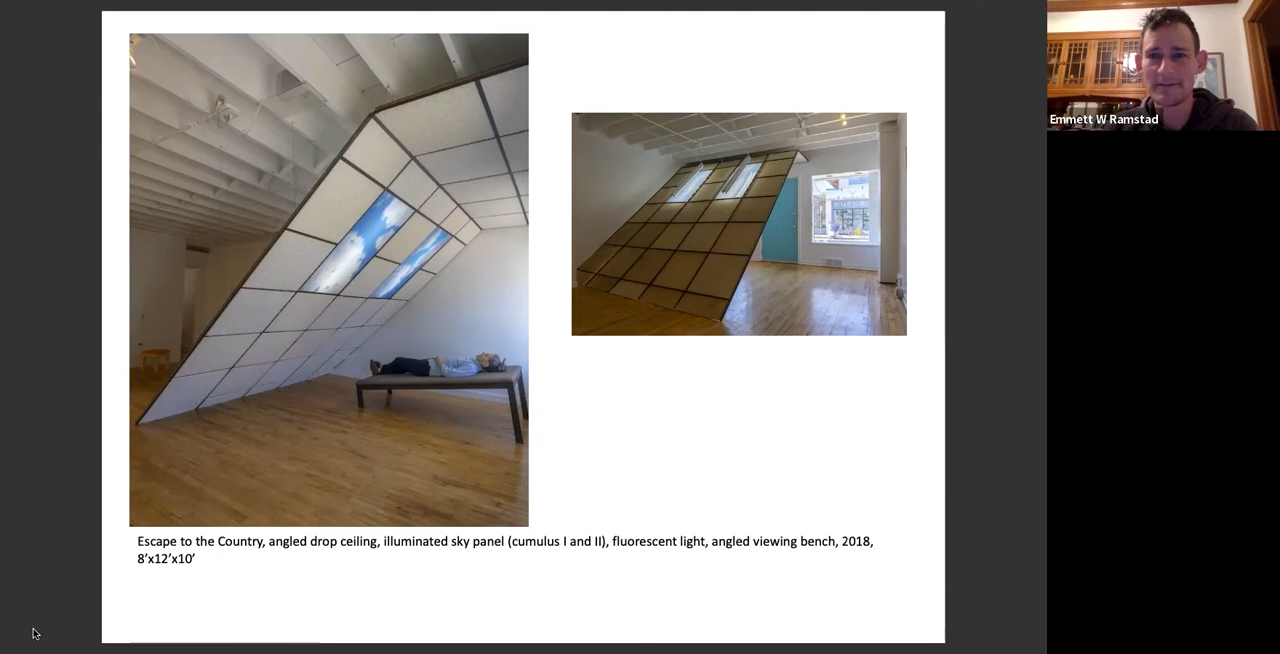 Emmett W Ramstad
Escape to the Country, angled drop ceiling, illuminated sky panel (cumulus I and II), fluorescent light, angled viewing bench, 2018,
8’x12’x10’